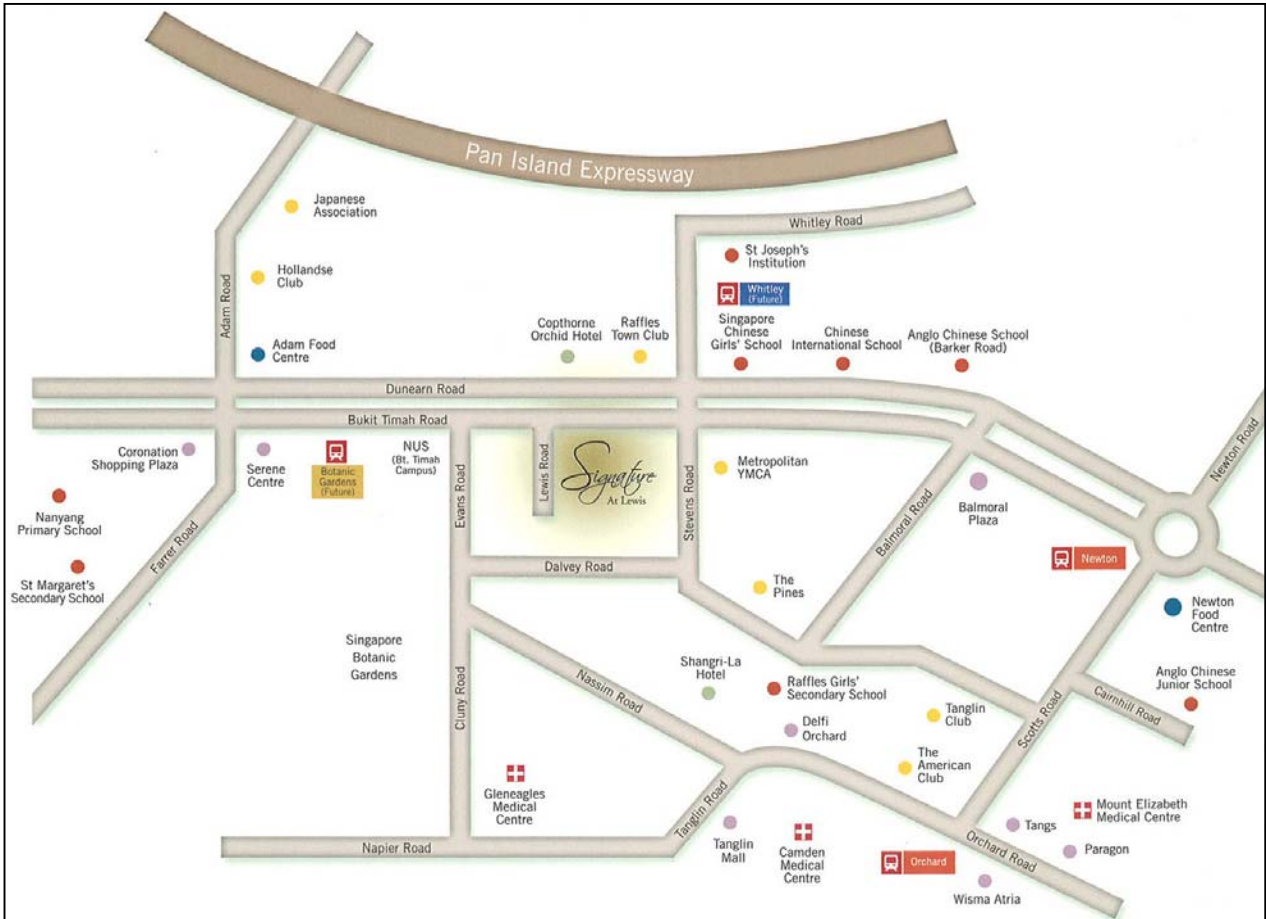 Pan Island Expressway
Japanese
Association
Whitley Road
St Joseph's
Institution
Hollandse
Club
Adam Road
Whitley
(Future)
Singapore
Chinese
Girls' School
Copthorne
Orchid Hotel
Raffles
Town Club
Chinese
International School
Anglo Chinese School
(Barker Road)
Adam Food
Centre
Dunearn Road
Bukit Timah Road
Newton Road
Coronation
Shopping Plaza
Serene
Centre
Botanic
Gardens
(Future)
NUS
(Bt. Timah
Campus)
Evans Road
Lewis Road
Signature
At Lewis
Stevens Road
Metropolitan
YMCA
Balmoral Road
Balmoral
Plaza
Nanyang
Primary School
Farrer Road
St Margaret's
Secondary School
Dalvey Road
Newton
The
Pines
Newton
Food
Centre
Singapore
Botanic
Gardens
Cluny Road
Nassim Road
Shangri-La
Hotel
Raffles Girls'
Secondary School
Delfi
Orchard
Tanglin
Club
The
American
Club
Scotts Road
Cairnhill Road
Anglo Chinese
Junior School
Gleneagles
Medical
Centre
Tanglin Road
Napier Road
Tanglin
Mall
Camden
Medical
Centre
Orchard
Orchard Road
Tangs
Mount Elizabeth
Medical Centre
Paragon
Wisma Atria